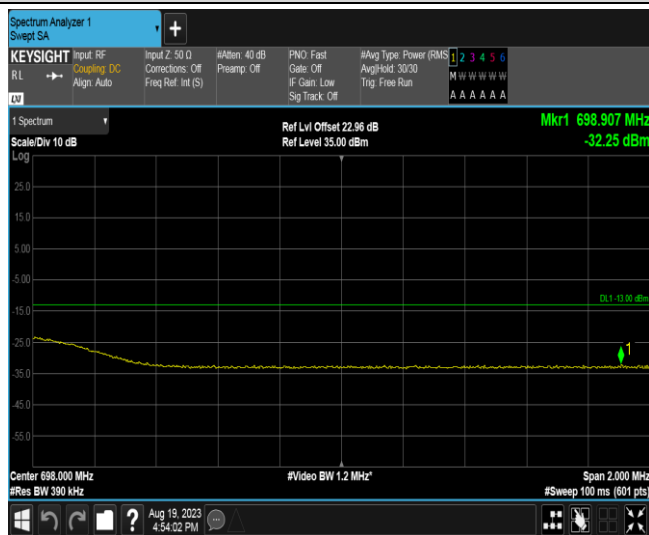 Spectrum Analyzer 1
Swept SA
KEYSIGHT
RL
LXI
Input: RF
Coupling: DC
Align: Auto
Input Z: 50 Ω
Corrections: Off
Freq Ref: Int (S)
#Atten: 40 dB
Preamp: Off
PNO: Fast
Gate: Off
IF Gain: Low
Sig Track: Off
#Avg Type: Power (RMS
Avg|Hold: 30/30
Trig: Free Run
1 2 3 4 5 6
M W W W W W
A A A A A A
1 Spectrum
Scale/Div 10 dB
Log
Ref Lvl Offset 22.96 dB
Ref Level 35.00 dBm
Mkr1 698.907 MHz
-32.25 dBm
25.0
15.0
5.00
-5.00
DL1 -13.00 dBm
-15.0
-25.0
1
-35.0
-45.0
-55.0
Center 698.000 MHz
#Res BW 390 kHz
#Video BW 1.2 MHz*
Span 2.000 MHz
#Sweep 100 ms (601 pts)
?
Aug 19, 2023
4:54:02 PM